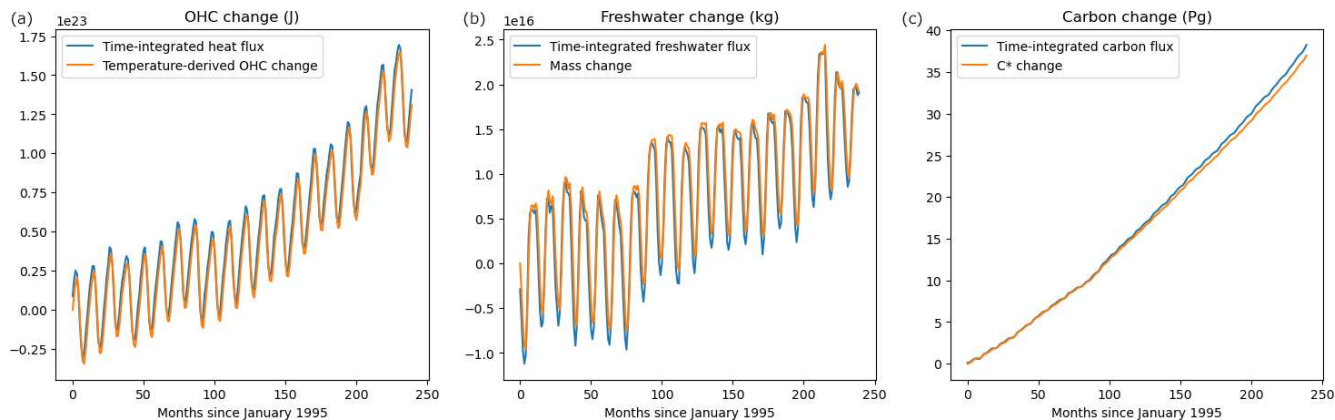 (a)
OHC change (J)
1e23
Time-integrated heat flux
Temperature-derived OHC change
1.75
1.50
1.25
1.00
0.75
0.50
0.25
0.00
−0.25
0
50
100
150
200
250
Months since January 1995
(b)
Freshwater change (kg)
1e16
Time-integrated freshwater flux
Mass change
2.5
2.0
1.5
1.0
0.5
0.0
−0.5
−1.0
0
50
100
150
200
250
Months since January 1995
(c)
Carbon change (Pg)
Time-integrated carbon flux
C* change
40
35
30
25
20
15
10
5
0
0
50
100
150
200
250
Months since January 1995